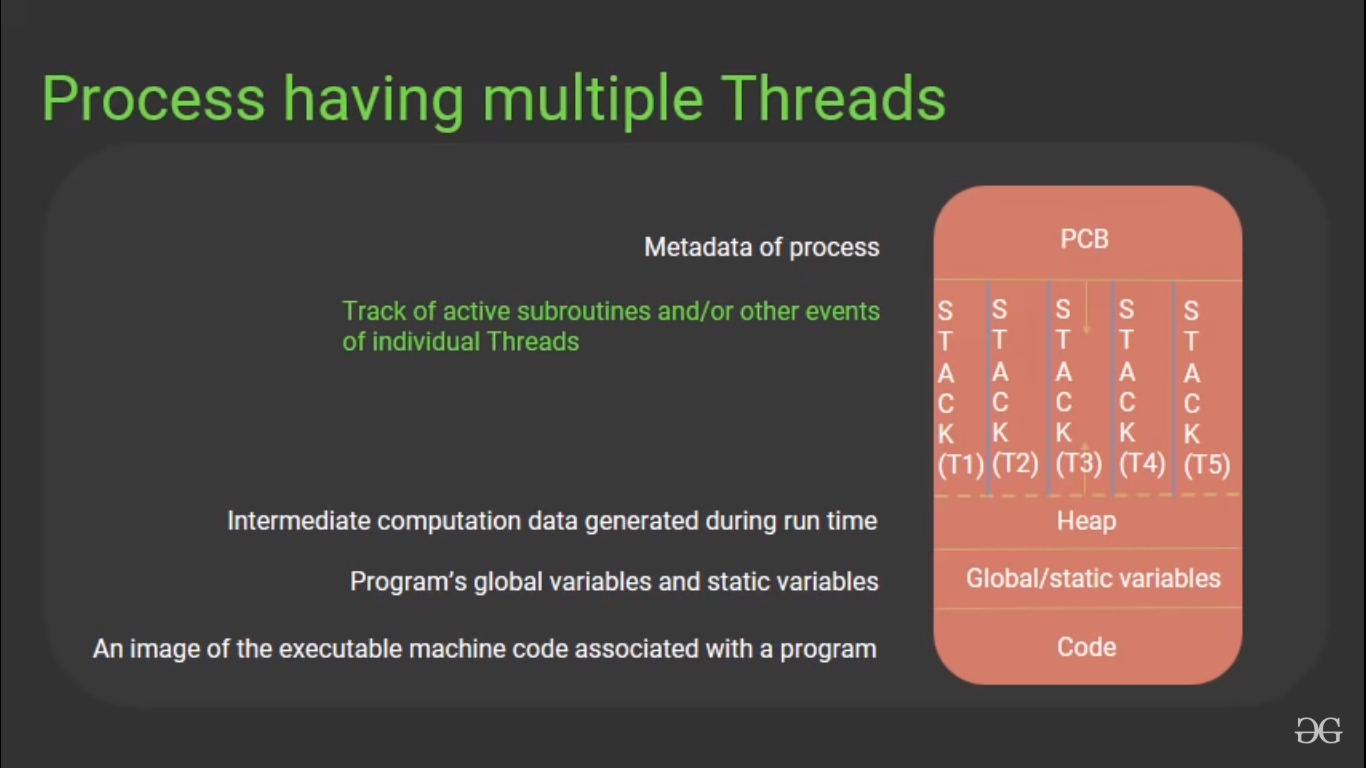 Process having multiple Threads
Metadata of process
PCB
Track of active subroutines and/or other events
of individual Threads
STACK
(T1)
STACK
(T2)
STACK
(T3)
STACK
(T4)
STACK
(T5)
Intermediate computation data generated during run time
Heap
Program’s global variables and static variables
Global/static variables
An image of the executable machine code associated with a program
Code